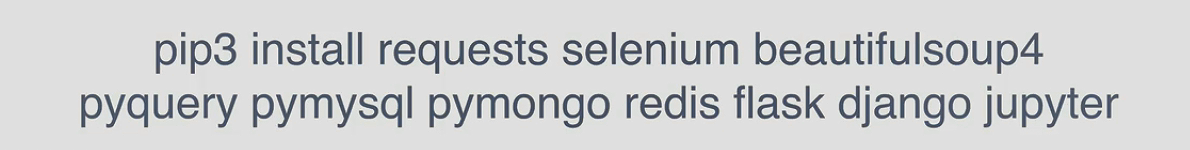 pip3 install requests selenium beautifulsoup4
pyquery pymysql pymongo redis flask django jupyter